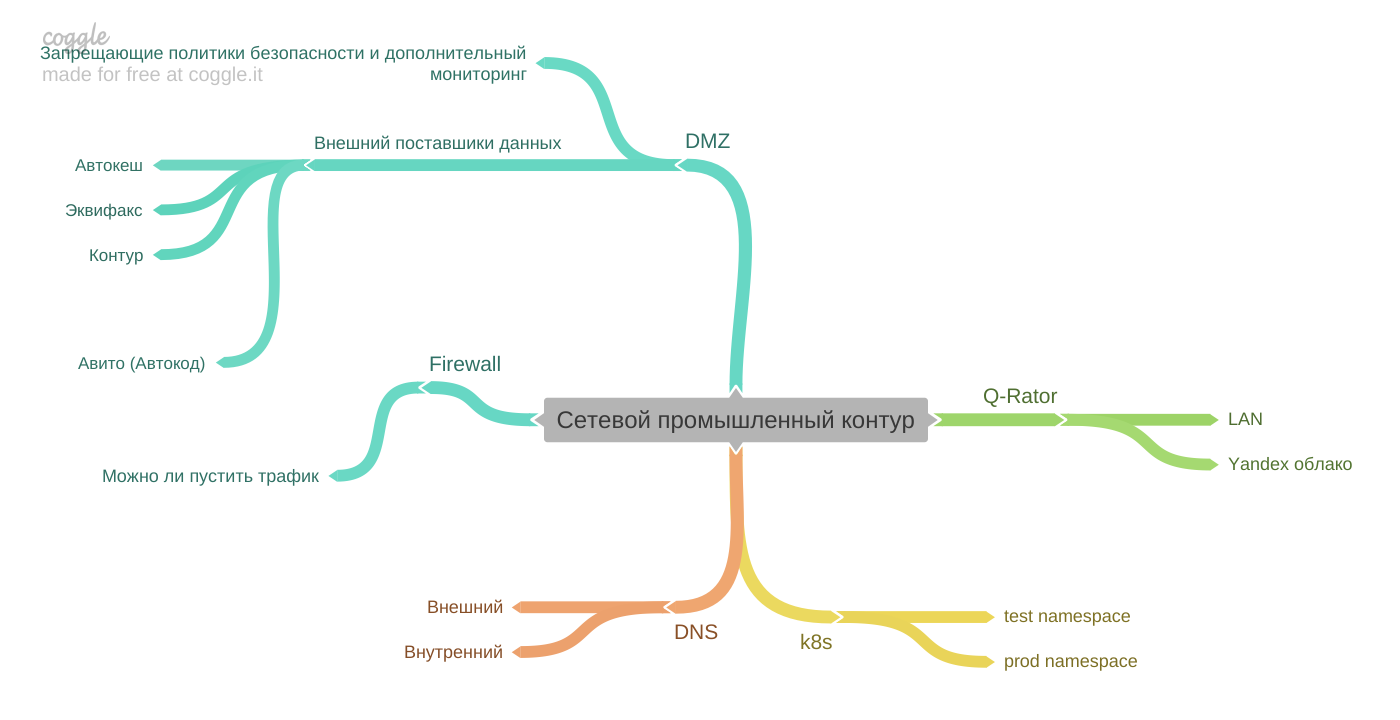 coggle
Запрещающие политики безопасности и дополнительный
мониторинг
made for free at coggle.it
DMZ
Внешний поставшики данных
Автокеш
Эквифакс
Контур
Авито (Автокод)
Firewall
Можно ли пустить трафик
Сетевой промышленный контур
Q-Rator
LAN
Yandex облако
Внешний
DNS
Внутренний
k8s
test namespace
prod namespace